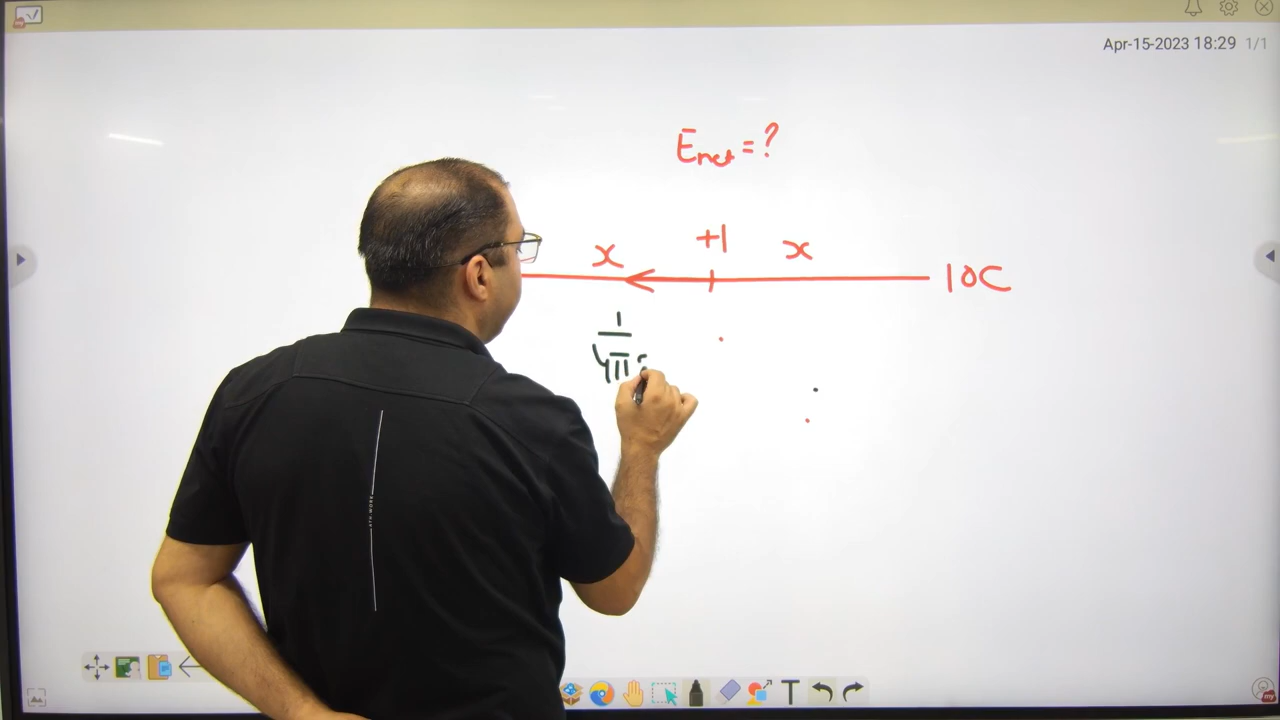 Apr-15-2023 18:29 1/1
Enet = ?
x +1 x
10C
1
4π